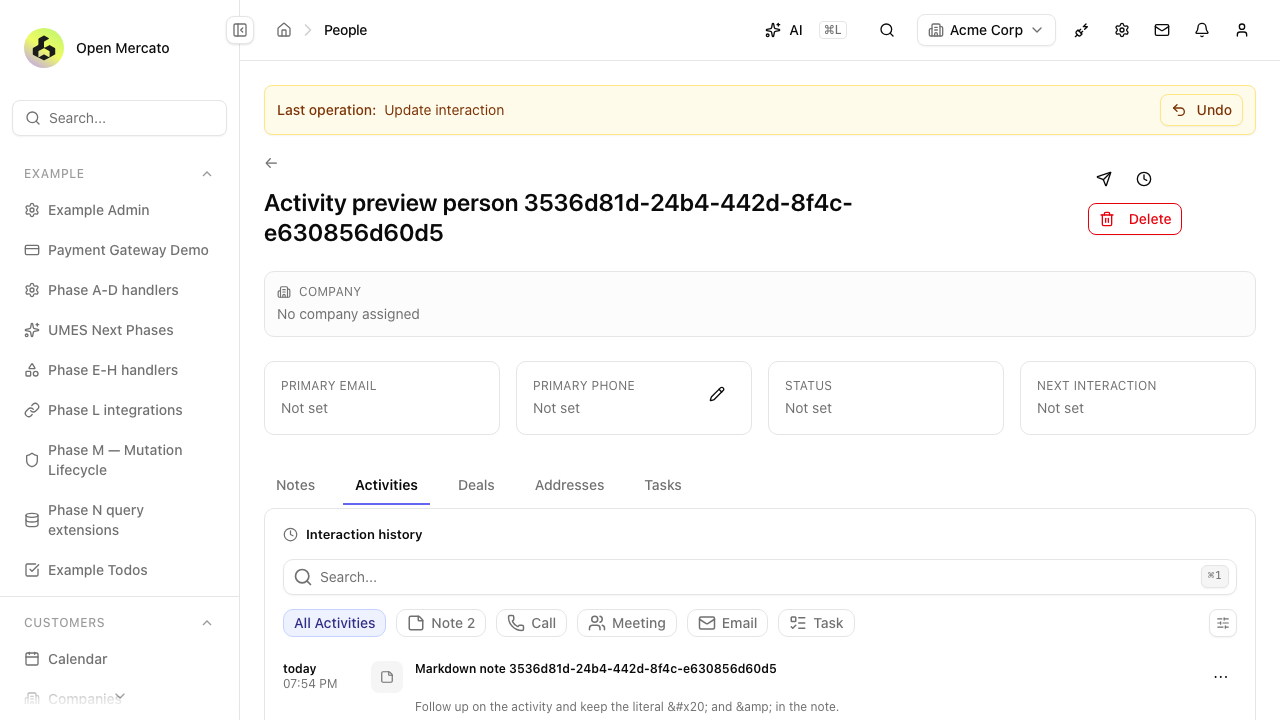 Open Mercato
Search...
EXAMPLE
Example Admin
Payment Gateway Demo
Phase A-D handlers
UMES Next Phases
Phase E-H handlers
Phase L integrations
Phase M — Mutation
Lifecycle
Phase N query
extensions
Example Todos
CUSTOMERS
Calendar
Companies
People
AI
⌘L
Acme Corp
Last operation: Update interaction
Undo
Activity preview person 3536d81d-24b4-442d-8f4c-
e630856d60d5
Delete
COMPANY
No company assigned
PRIMARY EMAIL
Not set
PRIMARY PHONE
Not set
STATUS
Not set
NEXT INTERACTION
Not set
Notes
Activities
Deals
Addresses
Tasks
Interaction history
Search...
⌘1
All Activities
Note 2
Call
Meeting
Email
Task
today
07:54 PM
Markdown note 3536d81d-24b4-442d-8f4c-e630856d60d5
Follow up on the activity and keep the literal &#x20; and &amp; in the note.